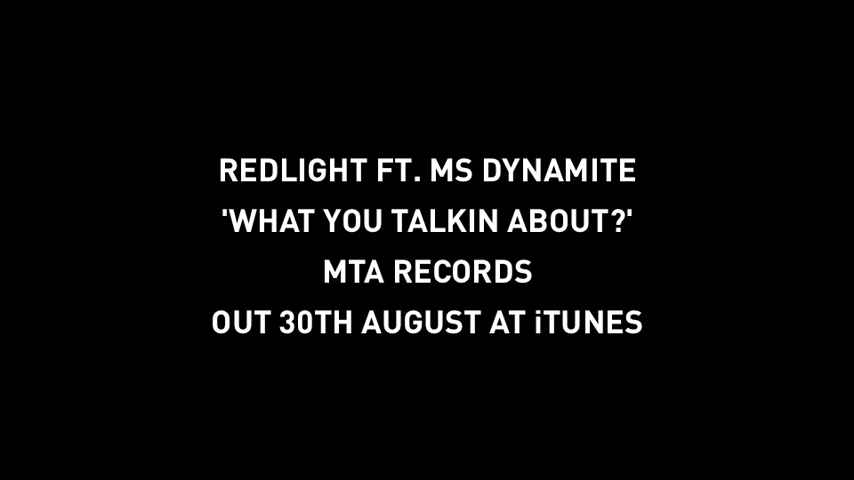 REDLIGHT FT. MS DYNAMITE
'WHAT YOU TALKIN ABOUT?'
MTA RECORDS
OUT 30TH AUGUST AT iTUNES